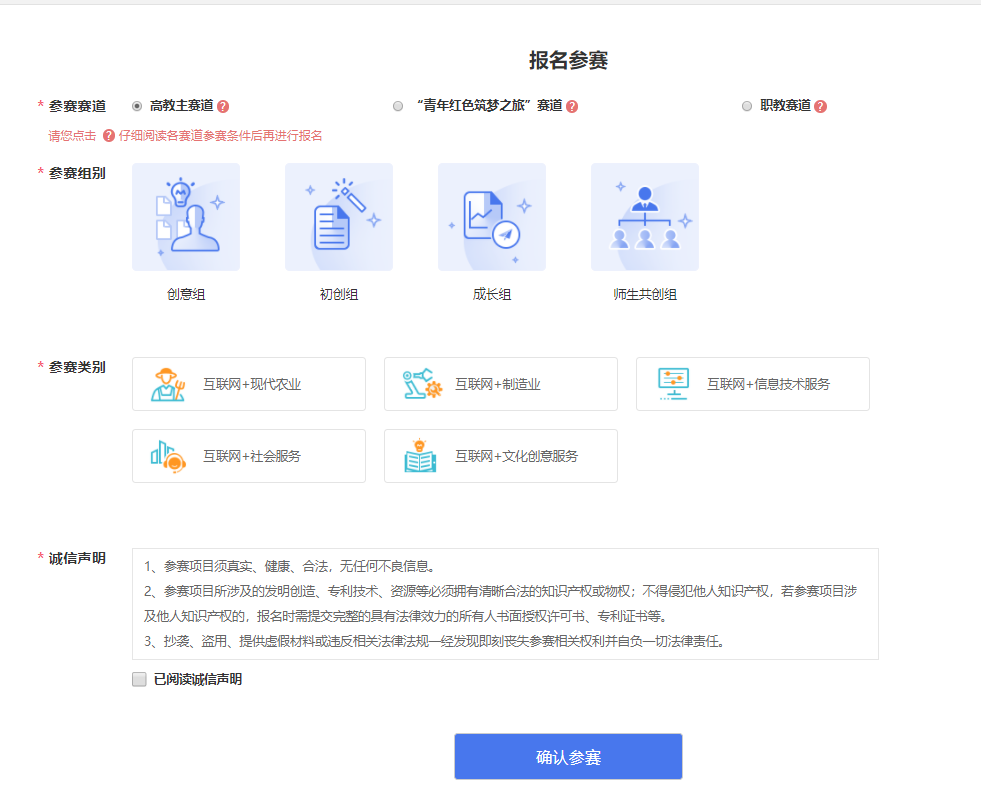 报名参赛
* 参赛赛道 高教主赛道 ? “青年红色筑梦之旅”赛道 ? 职教赛道 ?
请您点击 ? 仔细阅读各赛道参赛条件后再进行报名
* 参赛组别
创意组 初创组 成长组 师生共创组
* 参赛类别
互联网+现代农业 互联网+制造业 互联网+信息技术服务
互联网+社会服务 互联网+文化创意服务
* 诚信声明
1、参赛项目须真实、健康、合法，无任何不良信息。
2、参赛项目所涉及的发明创造、专利技术、资源等必须拥有清晰合法的知识产权或物权；不得侵犯他人知识产权，若参赛项目涉
及他人知识产权的，报名时需提交完整的具有法律效力的所有人书面授权许可书、专利证书等。
3、抄袭、盗用、提供虚假材料或违反相关法律法规一经发现即刻丧失参赛相关权利并自负一切法律责任。
已阅读诚信声明
确认参赛